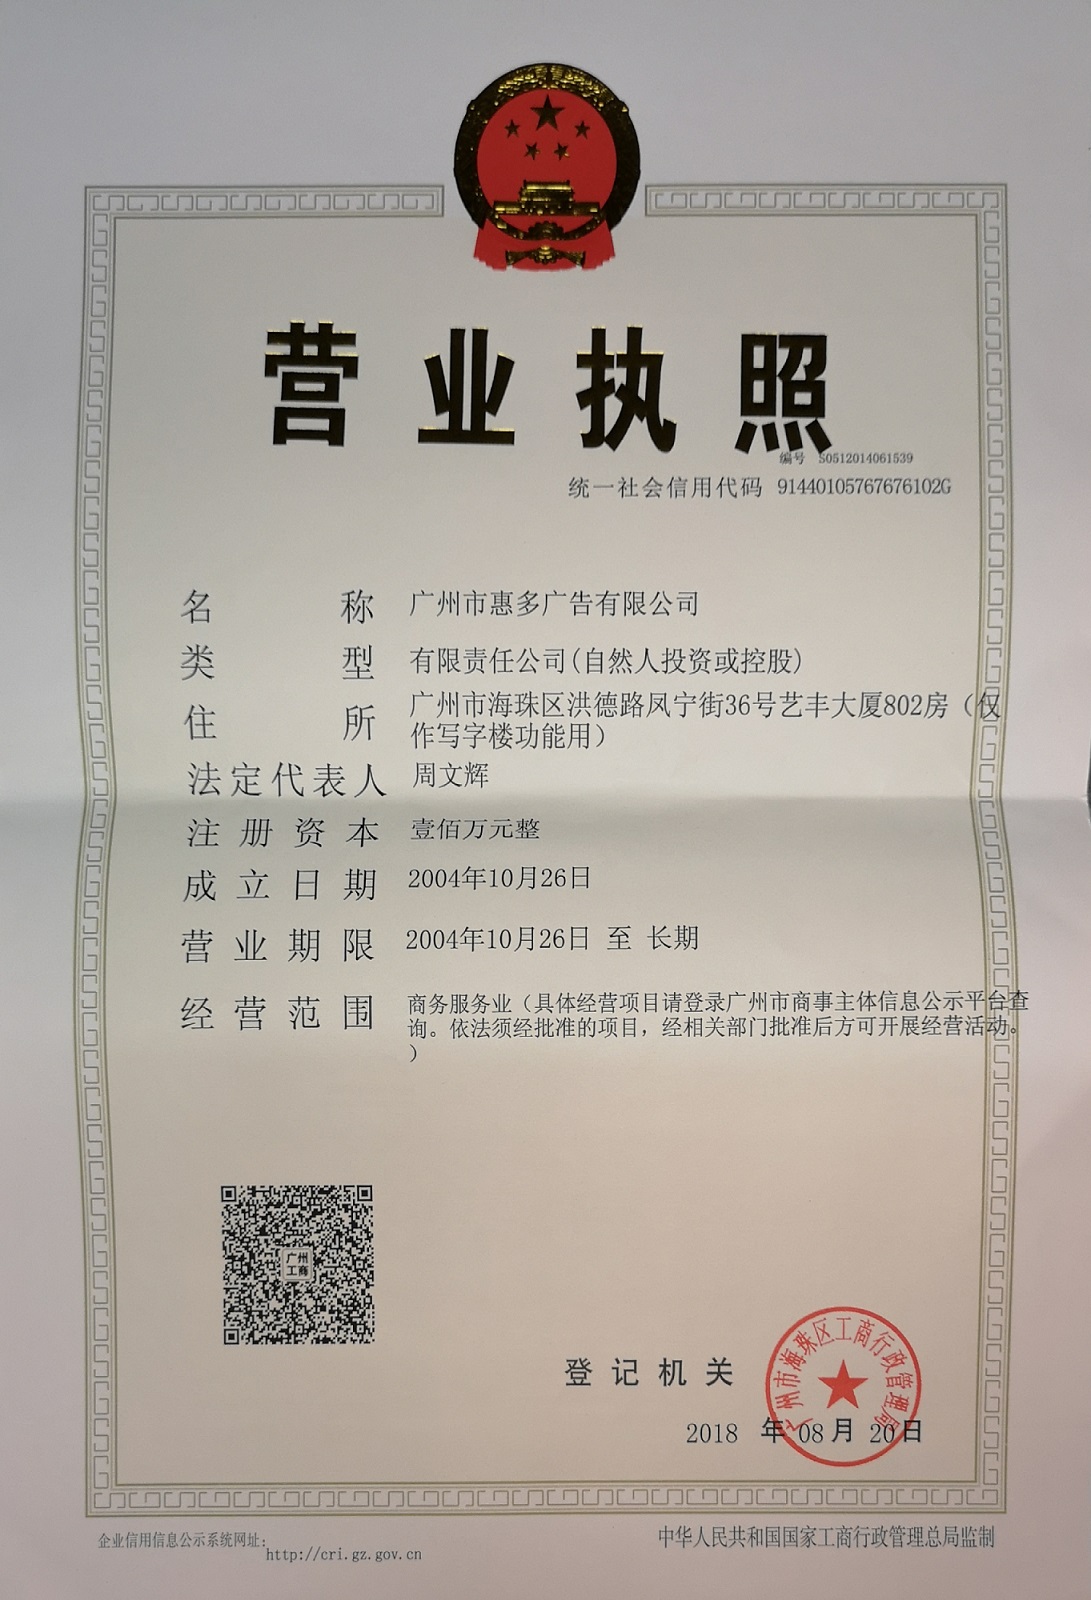 营业执照
编号 S0512014061539
统一社会信用代码 91440105767676102G
名称 广州市惠多广告有限公司
类型 有限责任公司(自然人投资或控股)
住所 广州市海珠区洪德路凤宁街36号艺丰大厦802房（仅
作写字楼功能用）
法定代表人 周文辉
注册资本 壹佰万元整
成立日期 2004年10月26日
营业期限 2004年10月26日 至 长期
经营范围 商务服务业（具体经营项目请登录广州市商事主体信息公示平台查
询。依法须经批准的项目，经相关部门批准后方可开展经营活动。
）
广州
工商
登记机关
广州市海珠区工商行政管理局
2018 年 08 月 20 日
企业信用信息公示系统网址：
http://cri.gz.gov.cn
中华人民共和国国家工商行政管理总局监制